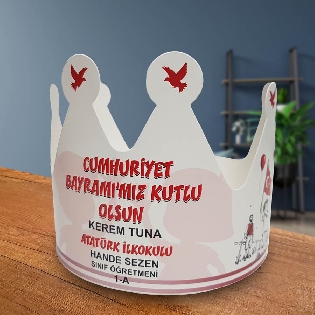 CUMHURİYET
BAYRAMI'MIZ KUTLU
OLSUN
KEREM TUNA
ATATÜRK İLKOKULU
HANDE SEZEN
SINIF ÖĞRETMENİ
1-A